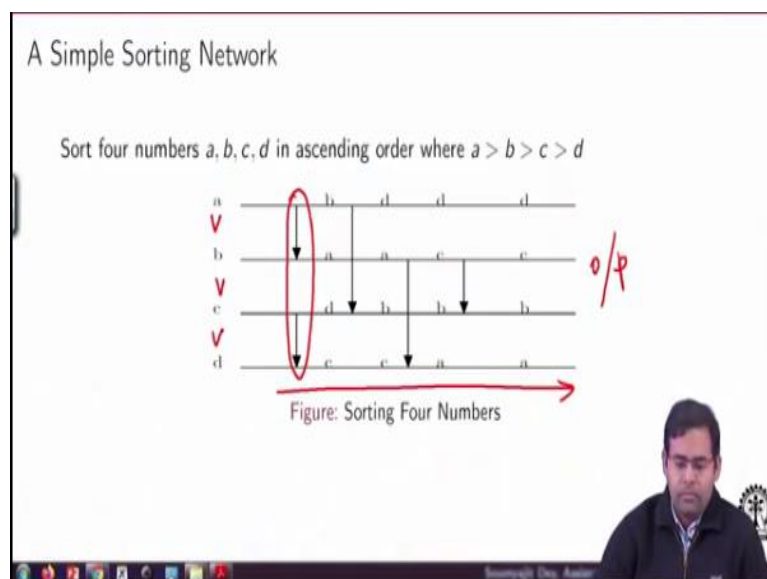 A Simple Sorting Network
Sort four numbers a, b, c, d in ascending order where a > b > c > d
a b d d d
v
b a a c c
v
c d b b b
v
d c c a a
o/p
Figure: Sorting Four Numbers